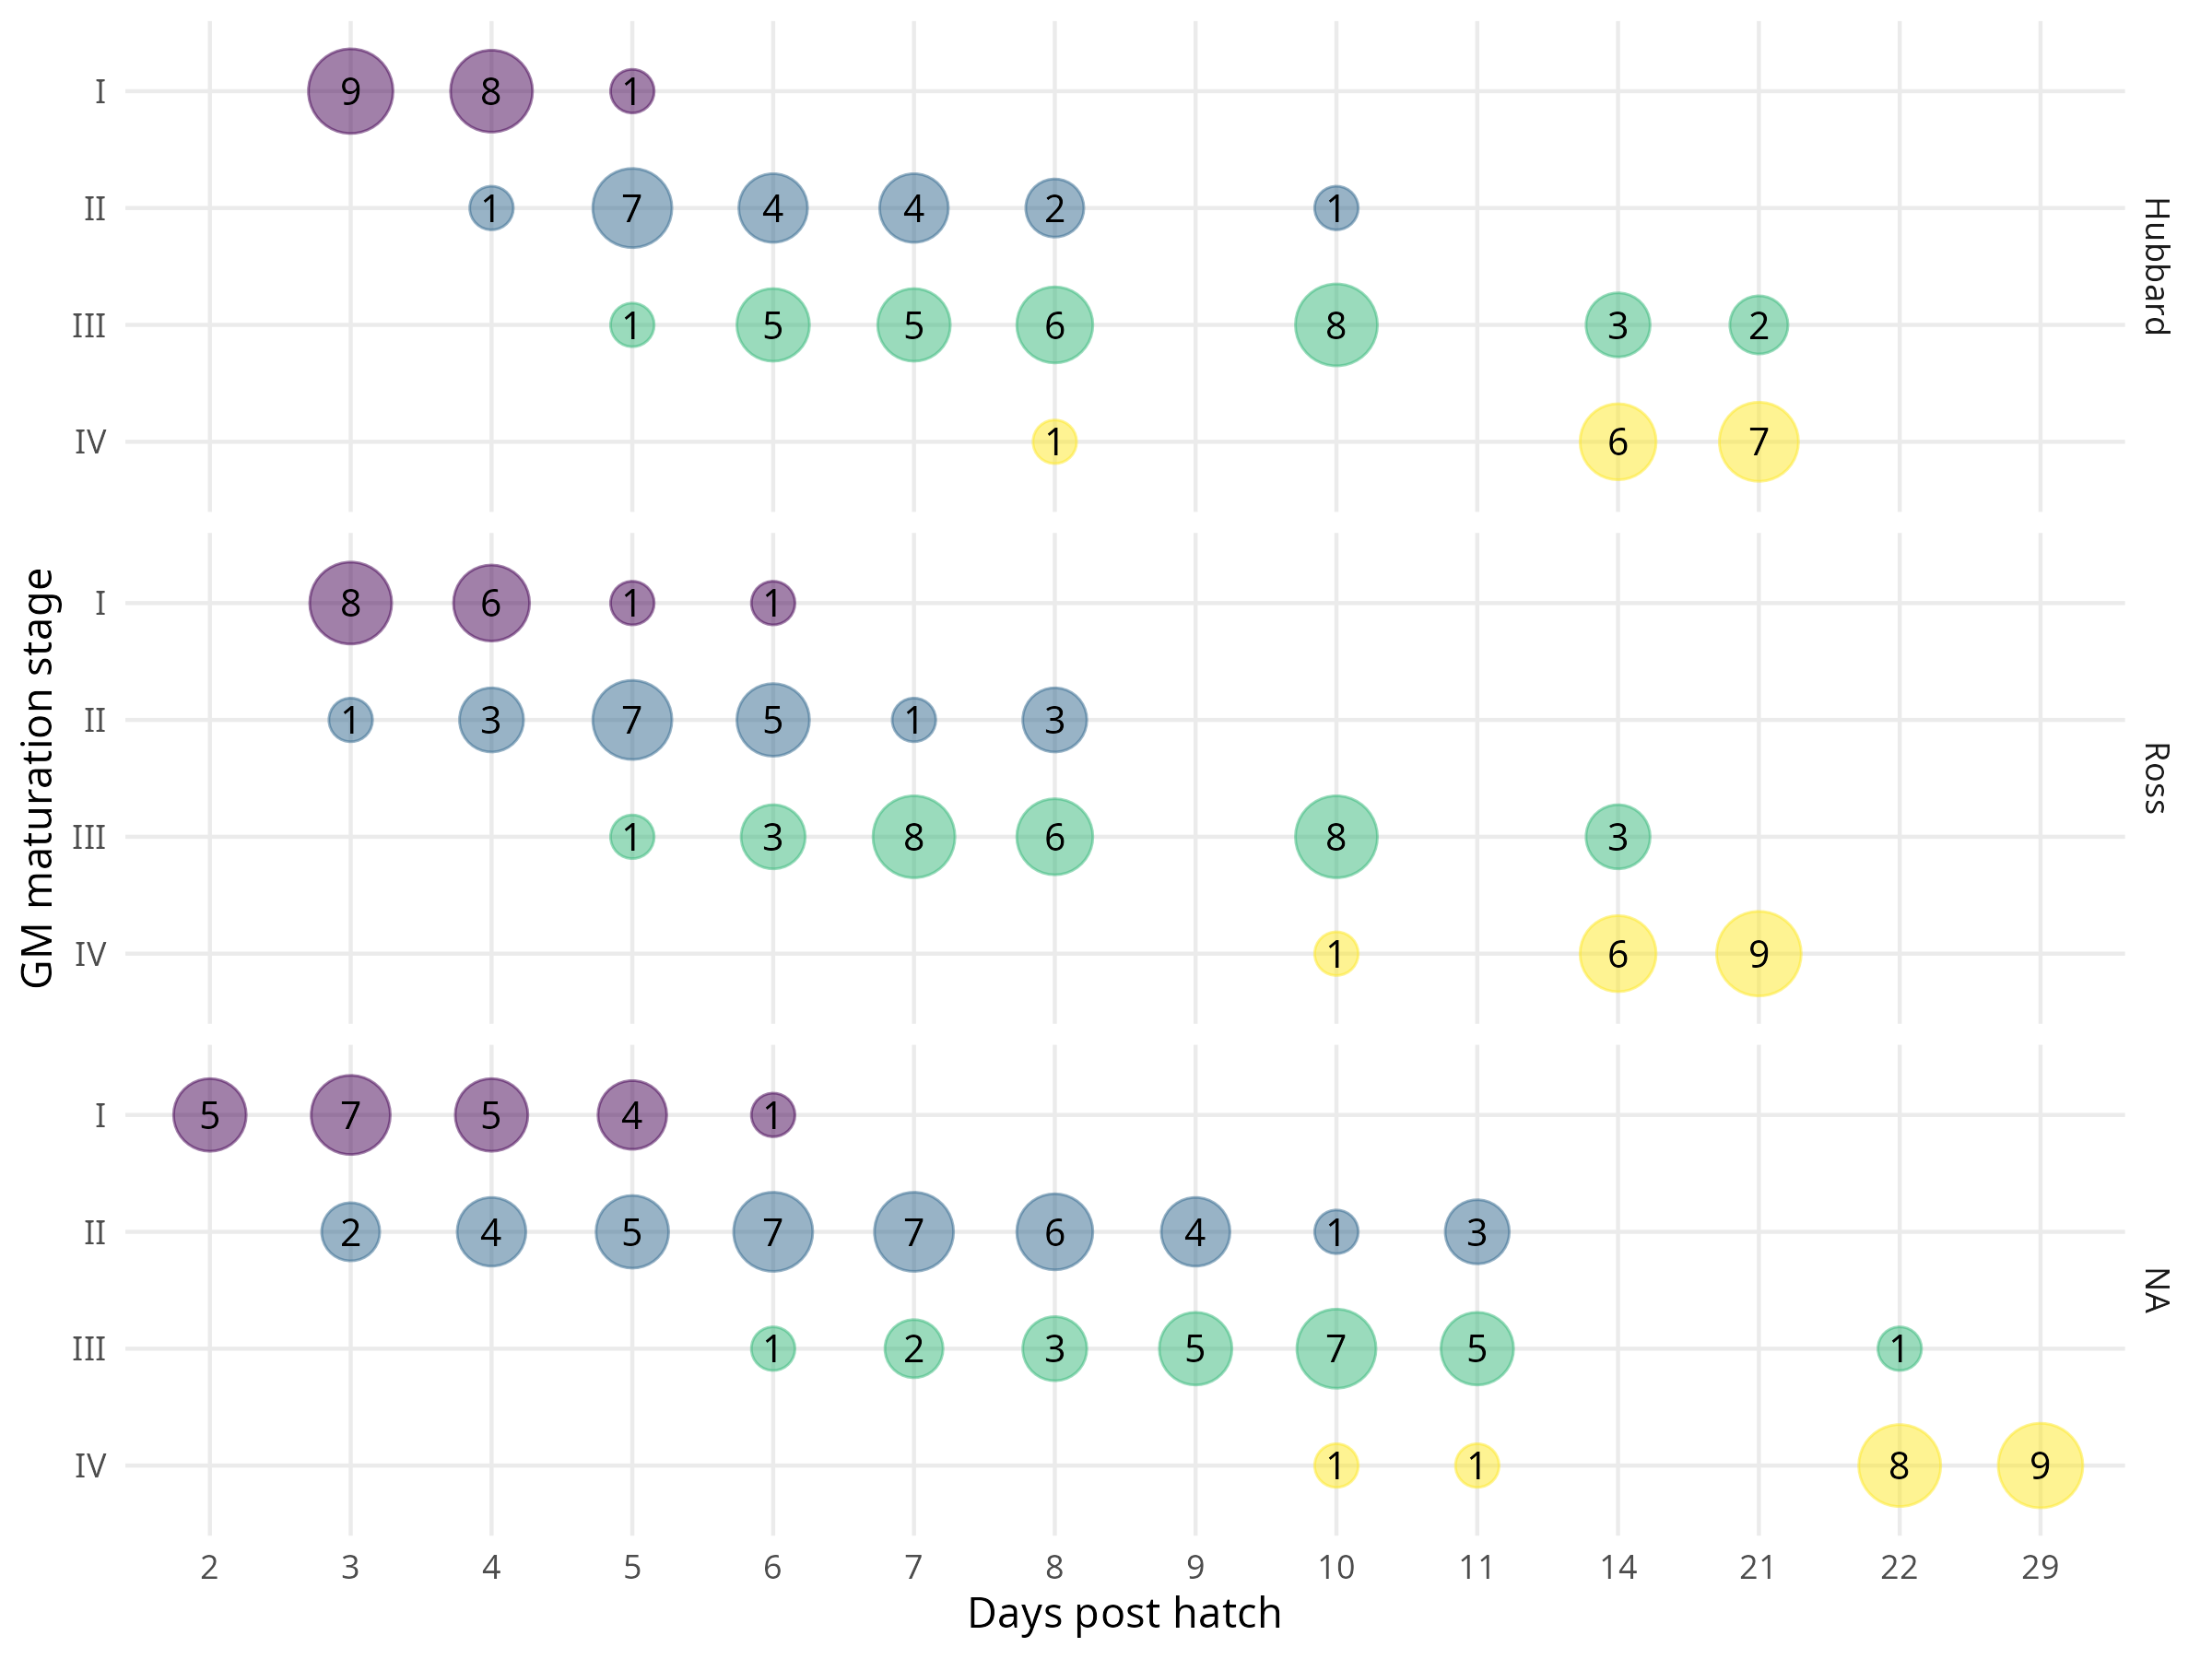 I 9 8 1
II 1 7 4 4 2 1
III 1 5 5 6 8 3 2
IV 1 6 7
Hubbard
I 8 6 1 1
II 1 3 7 5 1 3
III 1 3 8 6 8 3
IV 1 6 9
Ross
I 5 7 5 4 1
II 2 4 5 7 7 6 4 1 3
III 1 2 3 5 7 5 1
IV 1 1 8 9
NA
GM maturation stage
2 3 4 5 6 7 8 9 10 11 14 21 22 29
Days post hatch